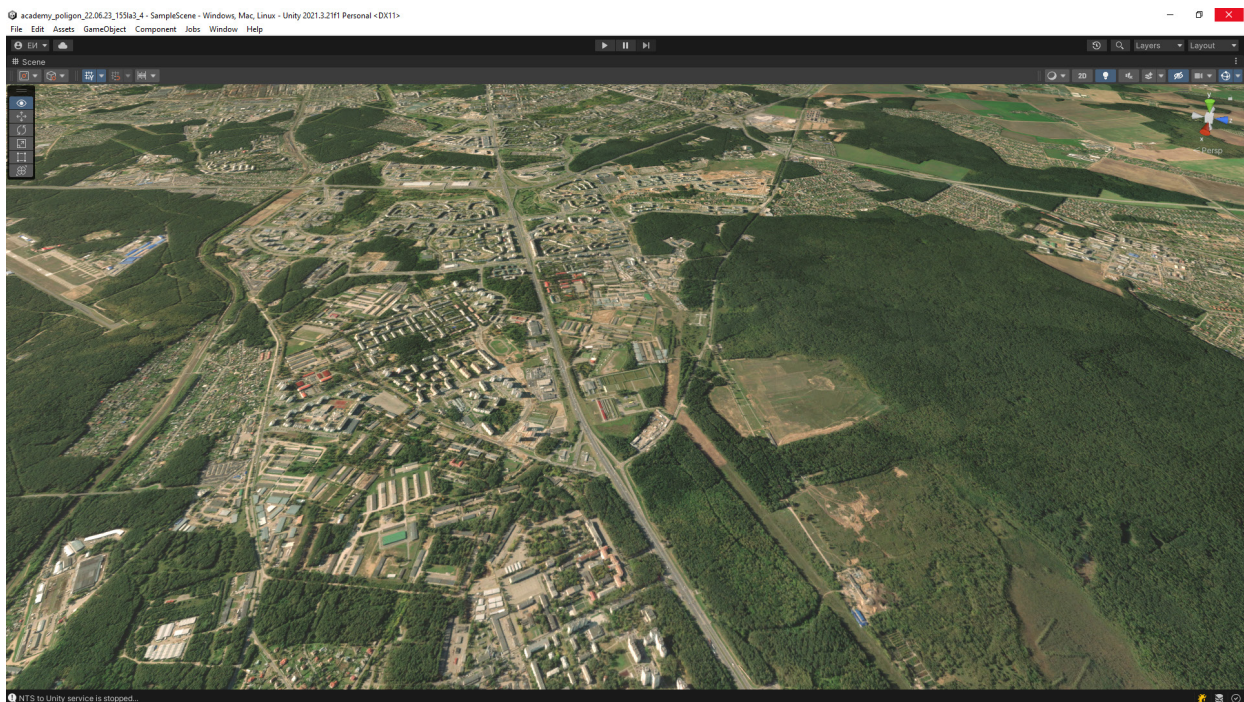 academy_poligon_22.06.23_155la3_4 - SampleScene - Windows, Mac, Linux - Unity 2021.3.21f1 Personal <DX11>
File Edit Assets GameObject Component Jobs Window Help
ЕИ Layers Layout
Scene
2D
y
Persp
NTS to Unity service is stopped...